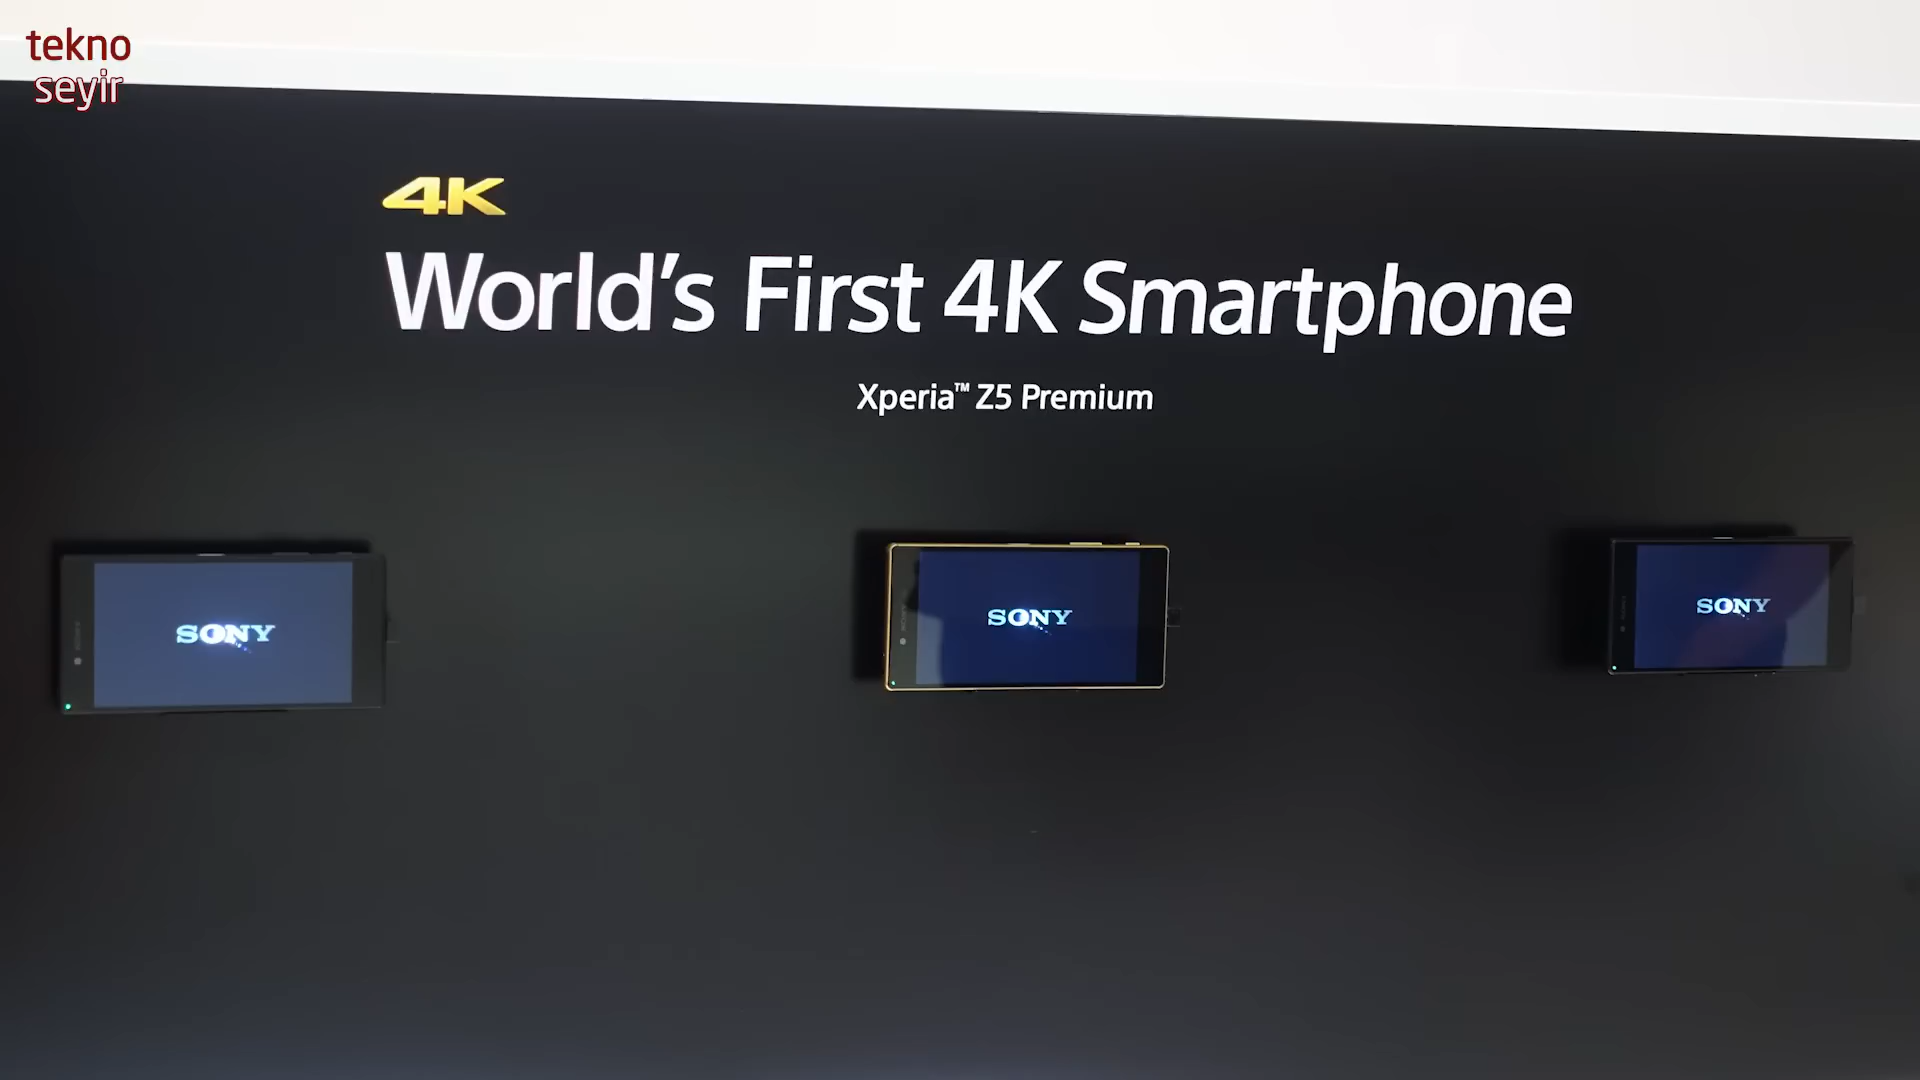 tekno
seyir
4K
World's First 4K Smartphone
Xperia™ Z5 Premium
SONY
SONY
SONY